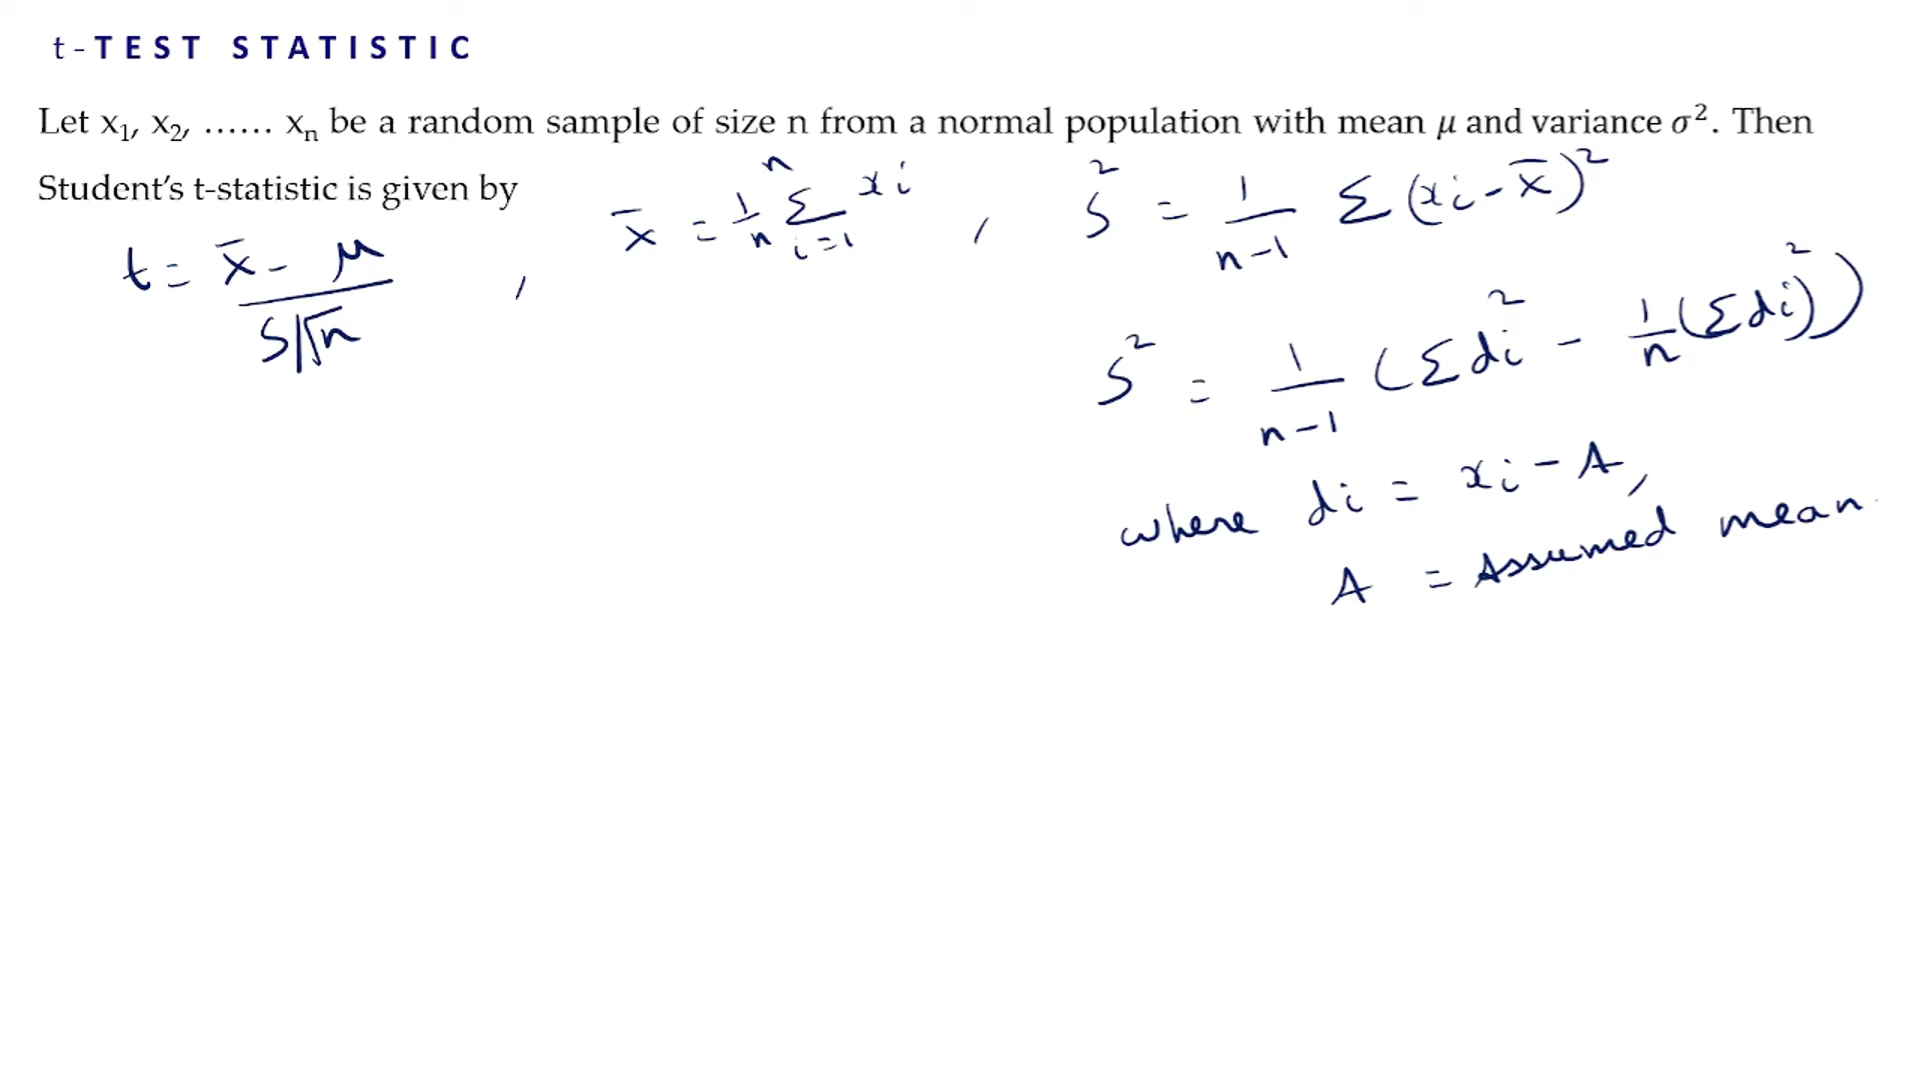 t-TEST STATISTIC
Let x₁, x₂, …… xₙ be a random sample of size n from a normal population with mean μ and variance σ². Then
Student's t-statistic is given by
t = (x̄ - μ) / (S/√n) , x̄ = 1/n Σᵢ₌₁ⁿ xi , S² = 1/(n-1) Σ (xi - x̄)²
S² = 1/(n-1) (Σdi² - 1/n (Σdi)²)
where di = xi - A,
A = Assumed mean.